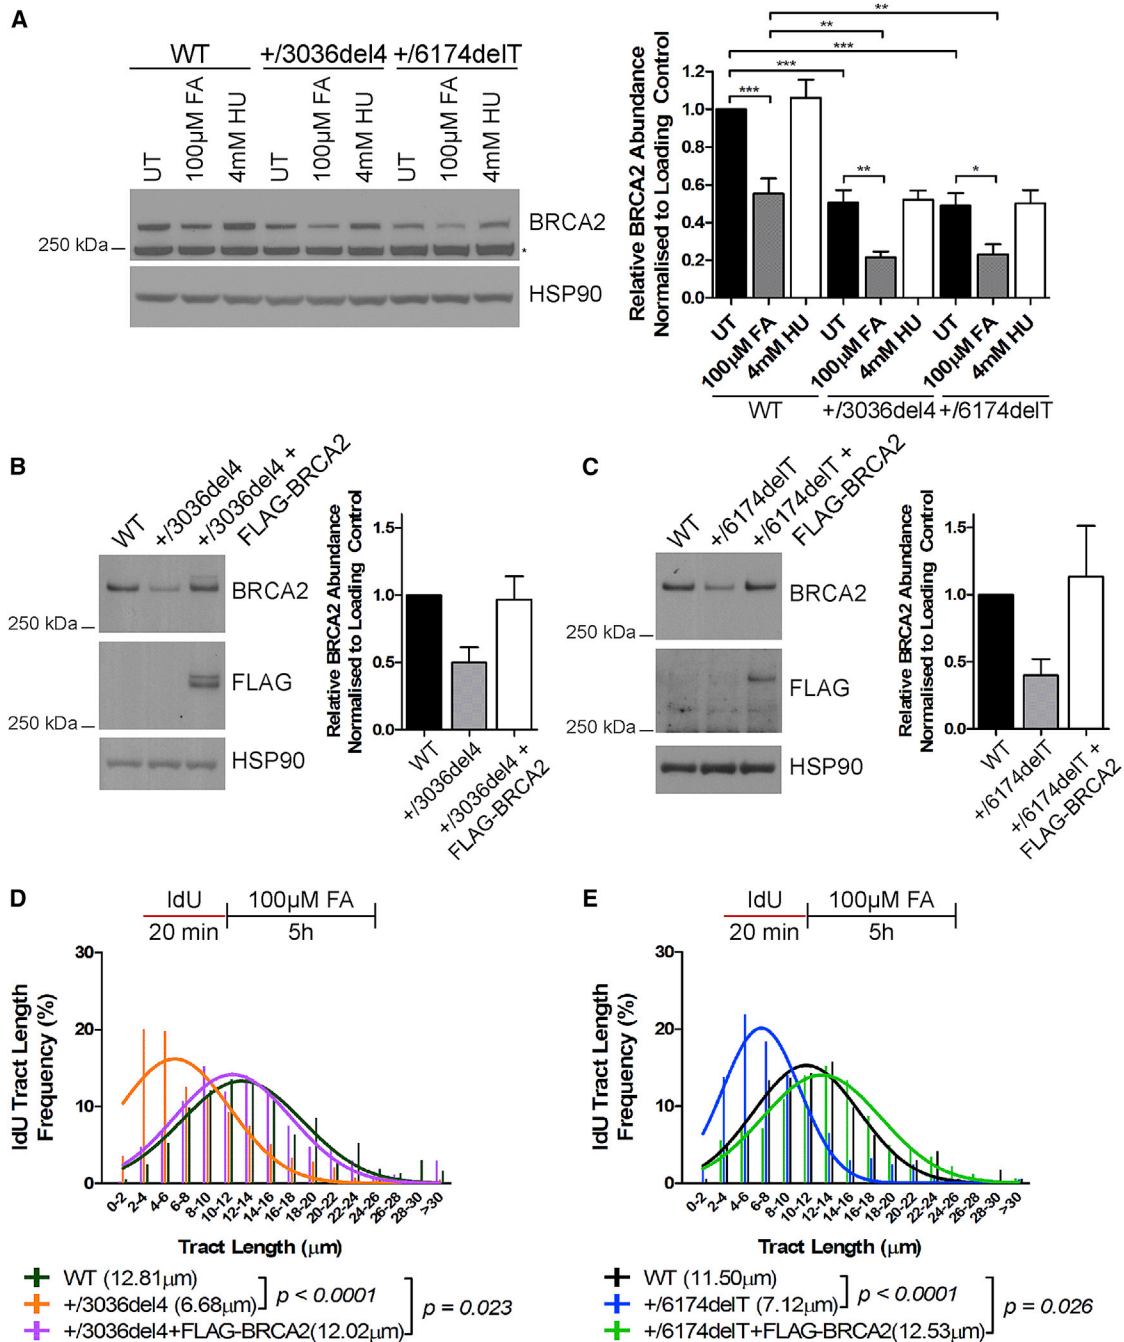 A
WT +/3036del4 +/6174delT
UT 100µM FA 4mM HU UT 100µM FA 4mM HU UT 100µM FA 4mM HU
BRCA2
250 kDa
*
HSP90
Relative BRCA2 Abundance
Normalised to Loading Control
**
**
***
***
***
**
*
1.2
1.0
0.8
0.6
0.4
0.2
0.0
UT 100µM FA 4mM HU UT 100µM FA 4mM HU UT 100µM FA 4mM HU
WT +/3036del4 +/6174delT
B
WT
+/3036del4
+/3036del4 +
FLAG-BRCA2
BRCA2
250 kDa
FLAG
250 kDa
HSP90
Relative BRCA2 Abundance
Normalised to Loading Control
1.5
1.0
0.5
0.0
WT
+/3036del4
+/3036del4 +
FLAG-BRCA2
C
WT
+/6174delT
+/6174delT +
FLAG-BRCA2
BRCA2
250 kDa
FLAG
250 kDa
HSP90
Relative BRCA2 Abundance
Normalised to Loading Control
1.5
1.0
0.5
0.0
WT
+/6174delT
+/6174delT +
FLAG-BRCA2
D
IdU 100µM FA
20 min 5h
IdU Tract Length
Frequency (%)
30
20
10
0
0-2 2-4 4-6 6-8 8-10 10-12 12-14 14-16 16-18 18-20 20-22 22-24 24-26 26-28 28-30 >30
Tract Length (µm)
WT (12.81µm)
+/3036del4 (6.68µm)
+/3036del4+FLAG-BRCA2(12.02µm)
p < 0.0001
p = 0.023
E
IdU 100µM FA
20 min 5h
IdU Tract Length
Frequency (%)
30
20
10
0
0-2 2-4 4-6 6-8 8-10 10-12 12-14 14-16 16-18 18-20 20-22 22-24 24-26 26-28 28-30 >30
Tract Length (µm)
WT (11.50µm)
+/6174delT (7.12µm)
+/6174delT+FLAG-BRCA2(12.53µm)
p < 0.0001
p = 0.026